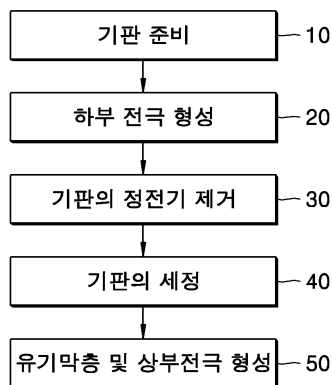 기판 준비 10
하부 전극 형성 20
기판의 정전기 제거 30
기판의 세정 40
유기막층 및 상부전극 형성 50